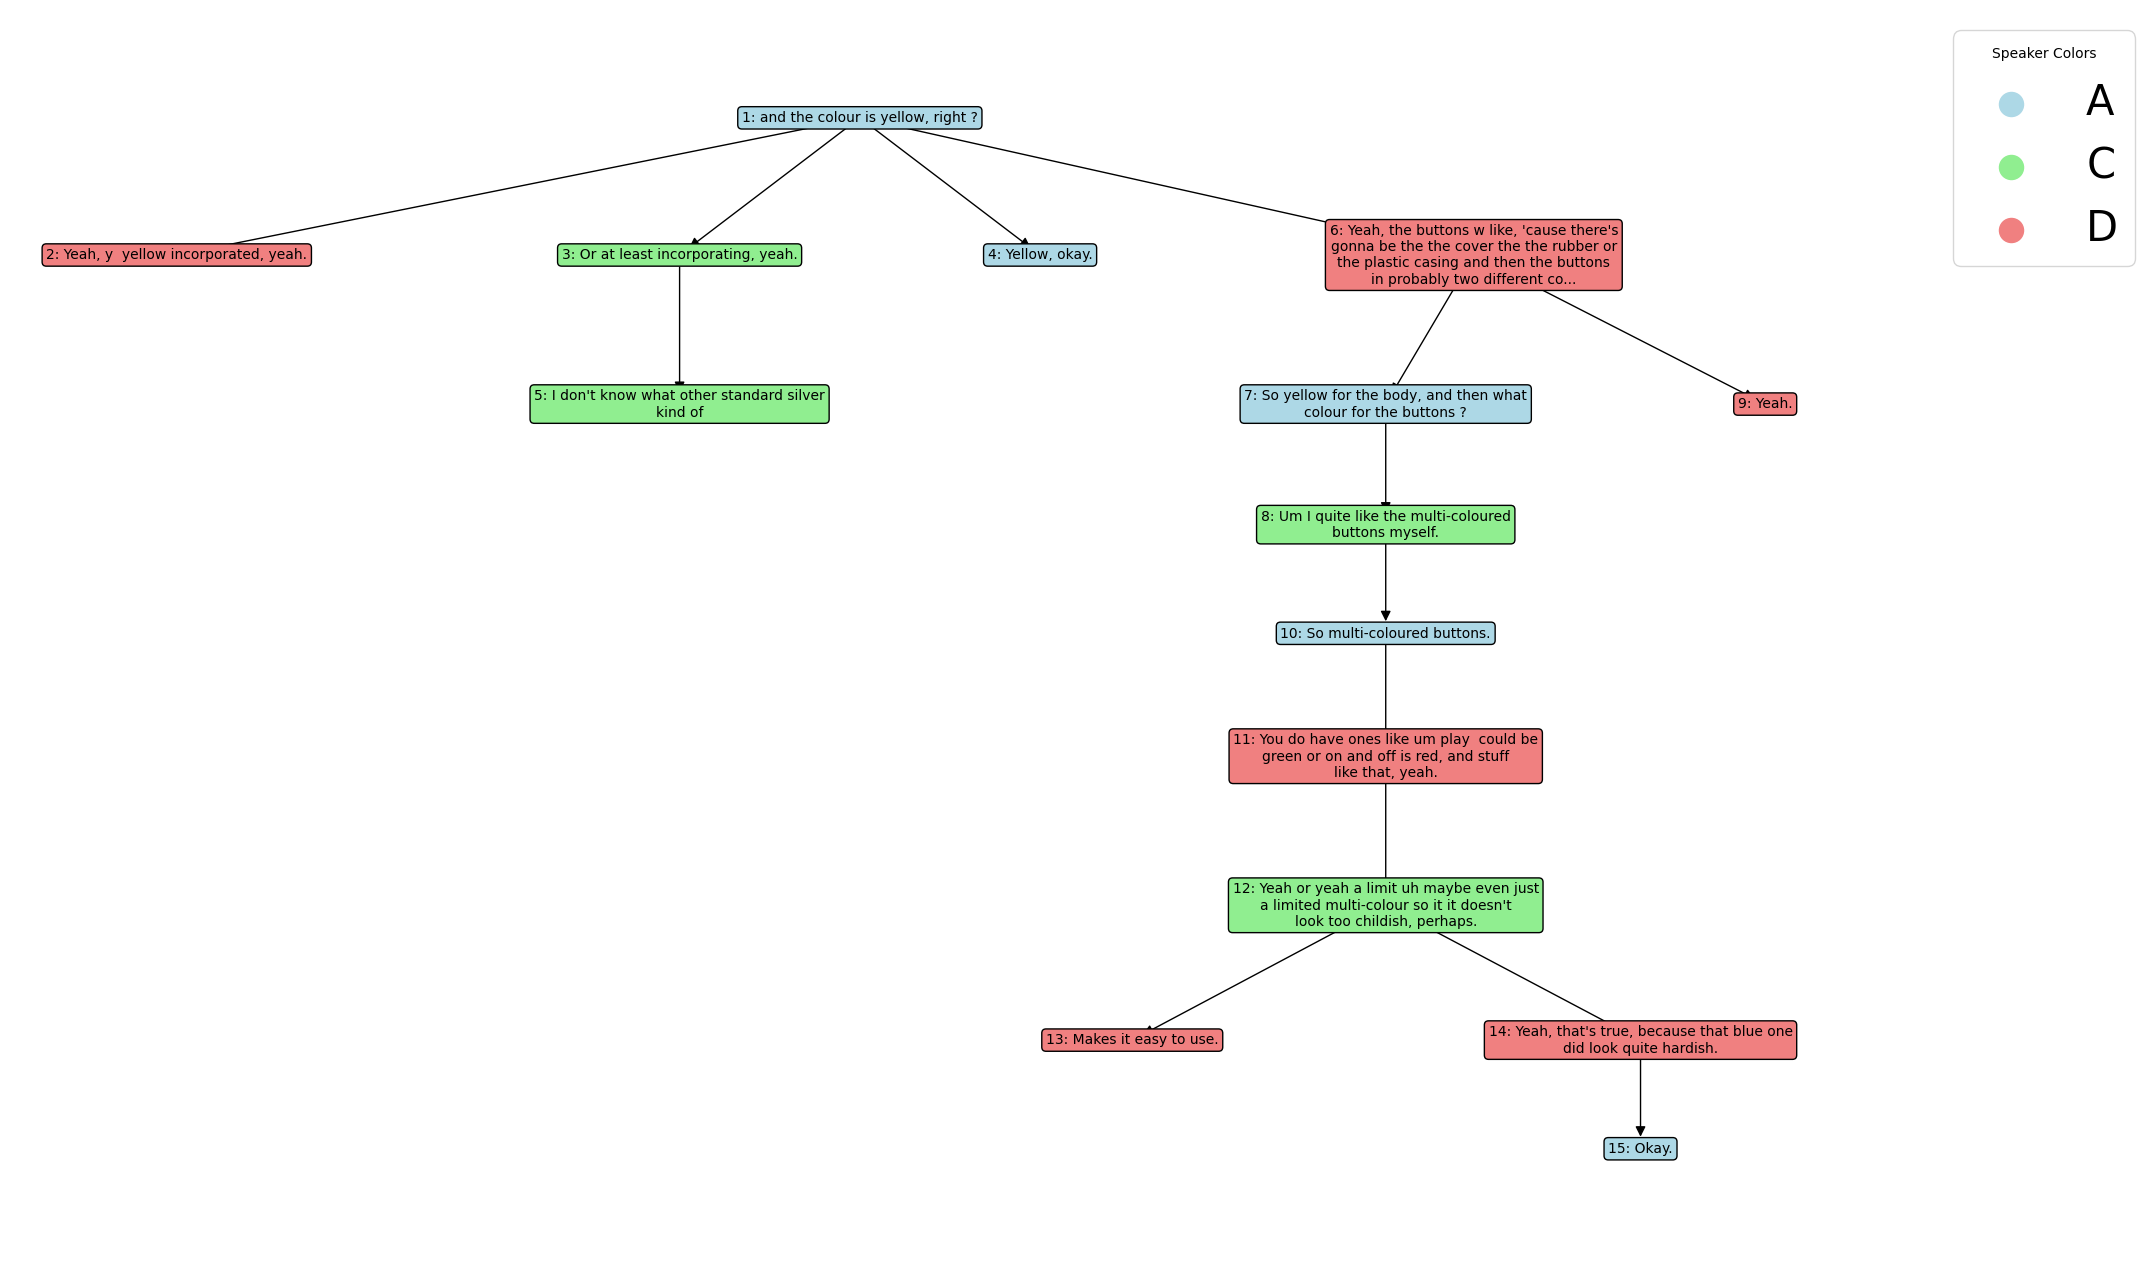 Speaker Colors
A
C
D
1: and the colour is yellow, right ?
2: Yeah, y  yellow incorporated, yeah.
3: Or at least incorporating, yeah.
4: Yellow, okay.
6: Yeah, the buttons w like, 'cause there's
gonna be the the cover the the rubber or
the plastic casing and then the buttons
in probably two different co...
5: I don't know what other standard silver
kind of
7: So yellow for the body, and then what
colour for the buttons ?
9: Yeah.
8: Um I quite like the multi-coloured
buttons myself.
10: So multi-coloured buttons.
11: You do have ones like um play  could be
green or on and off is red, and stuff
like that, yeah.
12: Yeah or yeah a limit uh maybe even just
a limited multi-colour so it it doesn't
look too childish, perhaps.
13: Makes it easy to use.
14: Yeah, that's true, because that blue one
did look quite hardish.
15: Okay.